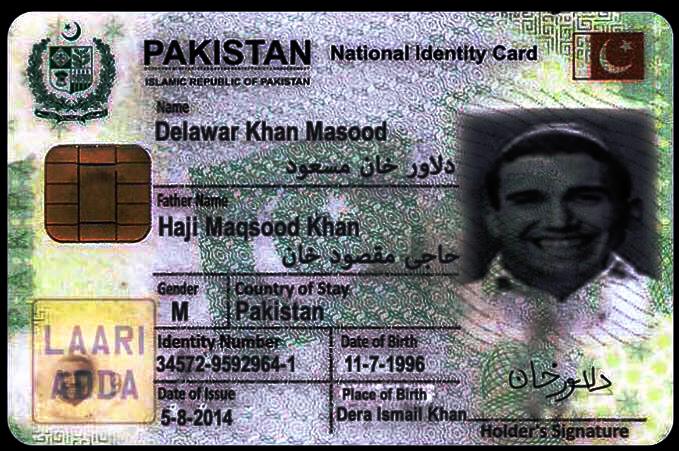 PAKISTAN National Identity Card
ISLAMIC REPUBLIC OF PAKISTAN
Name
Delawar Khan Masood
دلاور خان مسعود
Father Name
Haji Maqsood Khan
حاجی مقصود خان
Gender Country of Stay
M Pakistan
Identity Number Date of Birth
34572-9592964-1 11-7-1996
Date of Issue Place of Birth
5-8-2014 Dera Ismail Khan
LAARI
ADDA
دلاور خان
Holder's Signature